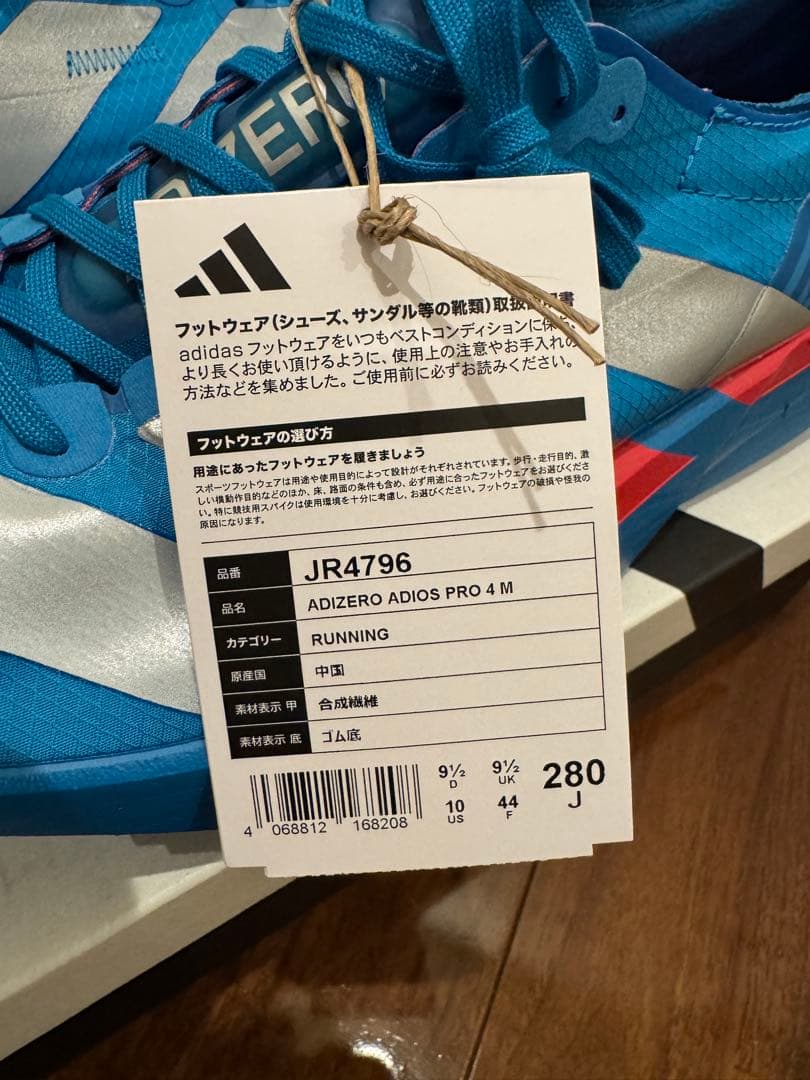 ZERO
フットウェア(シューズ、サンダル等の靴類)取扱説明書
adidas フットウェアをいつもベストコンディションに保ち、
より長くお使い頂けるように、使用上の注意やお手入れの
方法などを集めました。ご使用前に必ずお読みください。
フットウェアの選び方
用途にあったフットウェアを履きましょう
スポーツフットウェアは用途や使用目的によって設計がそれぞれされています。歩行・走行目的、激
しい横動作目的などのほか、床、路面の条件も含め、必ず用途に合ったフットウェアをお選びくださ
い。特に競技用スパイクは使用環境を十分に考慮し、お選びください。フットウェアの破損や怪我の
原因になります。
品番 JR4796
品名 ADIZERO ADIOS PRO 4 M
カテゴリー RUNNING
原産国 中国
素材表示 甲 合成繊維
素材表示 底 ゴム底
9½ 9½ 280
D UK J
10 44
US F
4 068812 168208